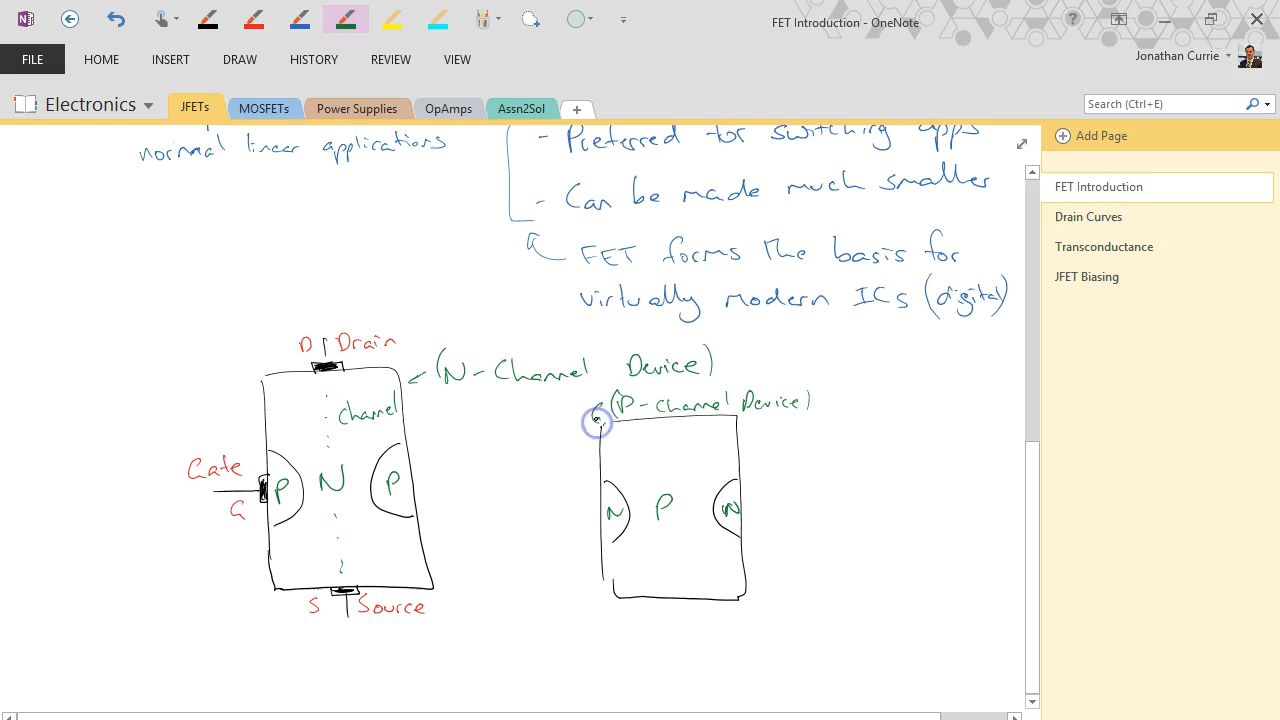 FET Introduction - OneNote
Jonathan Currie
FILE HOME INSERT DRAW HISTORY REVIEW VIEW
Electronics JFETs MOSFETs Power Supplies OpAmps Assn2Sol
Search (Ctrl+E)
Add Page
FET Introduction
Drain Curves
Transconductance
JFET Biasing
normal linear applications
- Preferred for switching apps
- Can be made much smaller
FET forms the basis for
virtually modern ICs (digital)
D Drain
(N-Channel Device)
channel
Gate
G
P N P
S Source
(P-Channel Device)
N P N